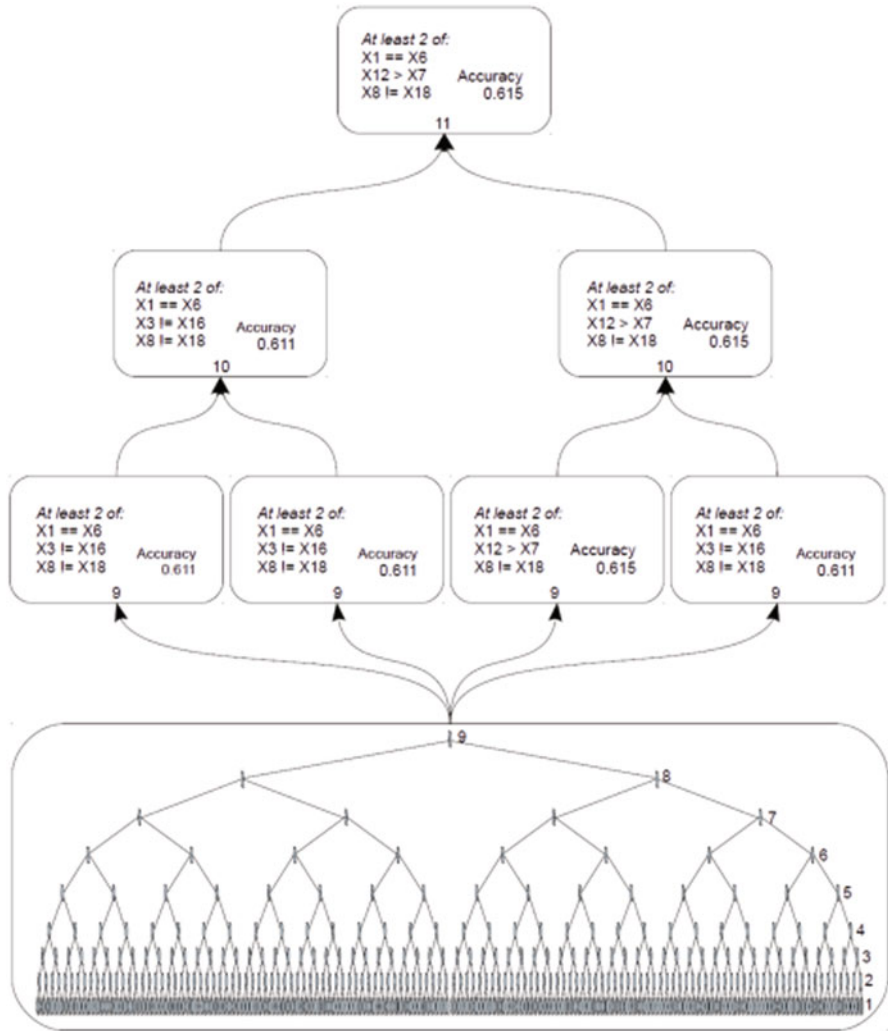 At least 2 of:
X1 == X6
X12 > X7 Accuracy
X8 != X18 0.615
11
At least 2 of:
X1 == X6
X3 != X16 Accuracy
X8 != X18 0.611
10
At least 2 of:
X1 == X6
X12 > X7 Accuracy
X8 != X18 0.615
10
At least 2 of:
X1 == X6
X3 != X16 Accuracy
X8 != X18 0.611
9
At least 2 of:
X1 == X6
X3 != X16 Accuracy
X8 != X18 0.611
9
At least 2 of:
X1 == X6
X12 > X7 Accuracy
X8 != X18 0.615
9
At least 2 of:
X1 == X6
X3 != X16 Accuracy
X8 != X18 0.611
9
9
8
7
6
5
4
3
2
1